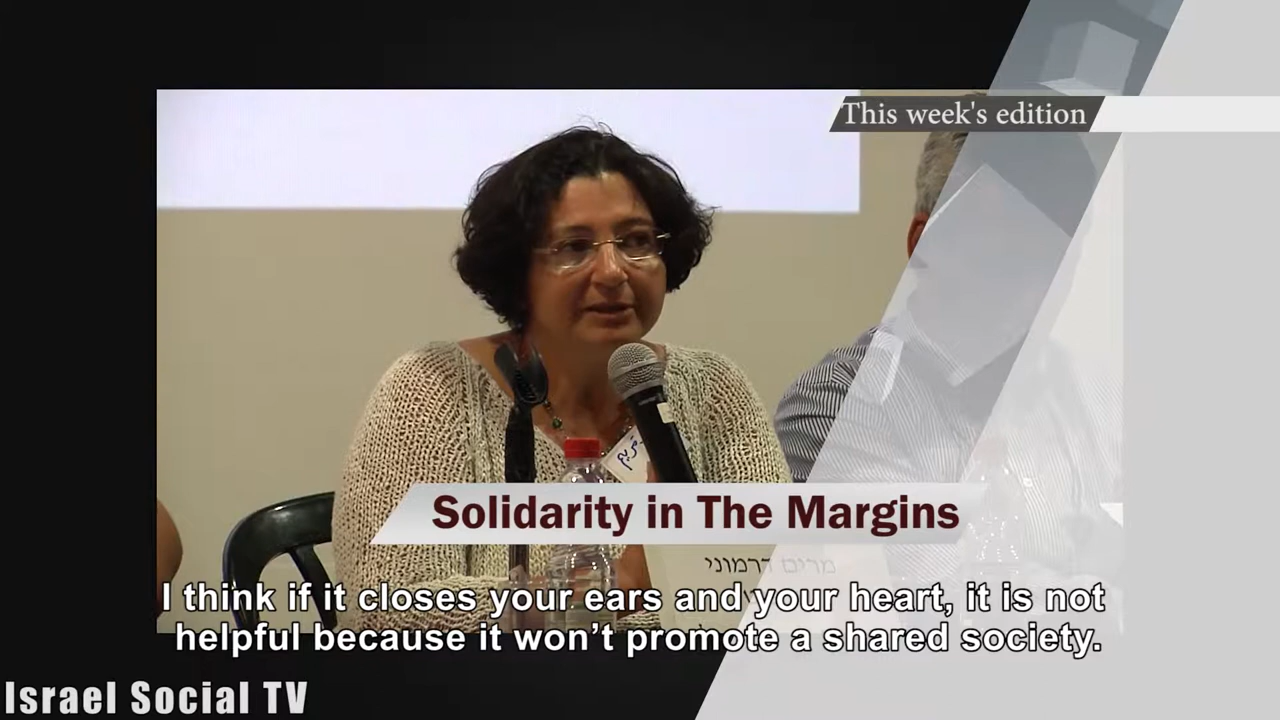 This week's edition
Solidarity in The Margins
מרים דרמוני
I think if it closes your ears and your heart, it is not
helpful because it won't promote a shared society.
Israel Social TV